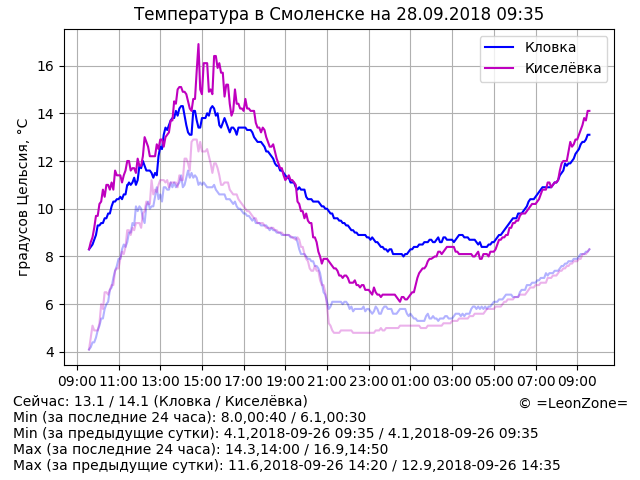 Температура в Смоленске на 28.09.2018 09:35
Кловка
Киселёвка
градусов Цельсия, °C
16
14
12
10
8
6
4
09:00 11:00 13:00 15:00 17:00 19:00 21:00 23:00 01:00 03:00 05:00 07:00 09:00
Сейчас: 13.1 / 14.1 (Кловка / Киселёвка)
© =LeonZone=
Min (за последние 24 часа): 8.0,00:40 / 6.1,00:30
Min (за предыдущие сутки): 4.1,2018-09-26 09:35 / 4.1,2018-09-26 09:35
Max (за последние 24 часа): 14.3,14:00 / 16.9,14:50
Max (за предыдущие сутки): 11.6,2018-09-26 14:20 / 12.9,2018-09-26 14:35